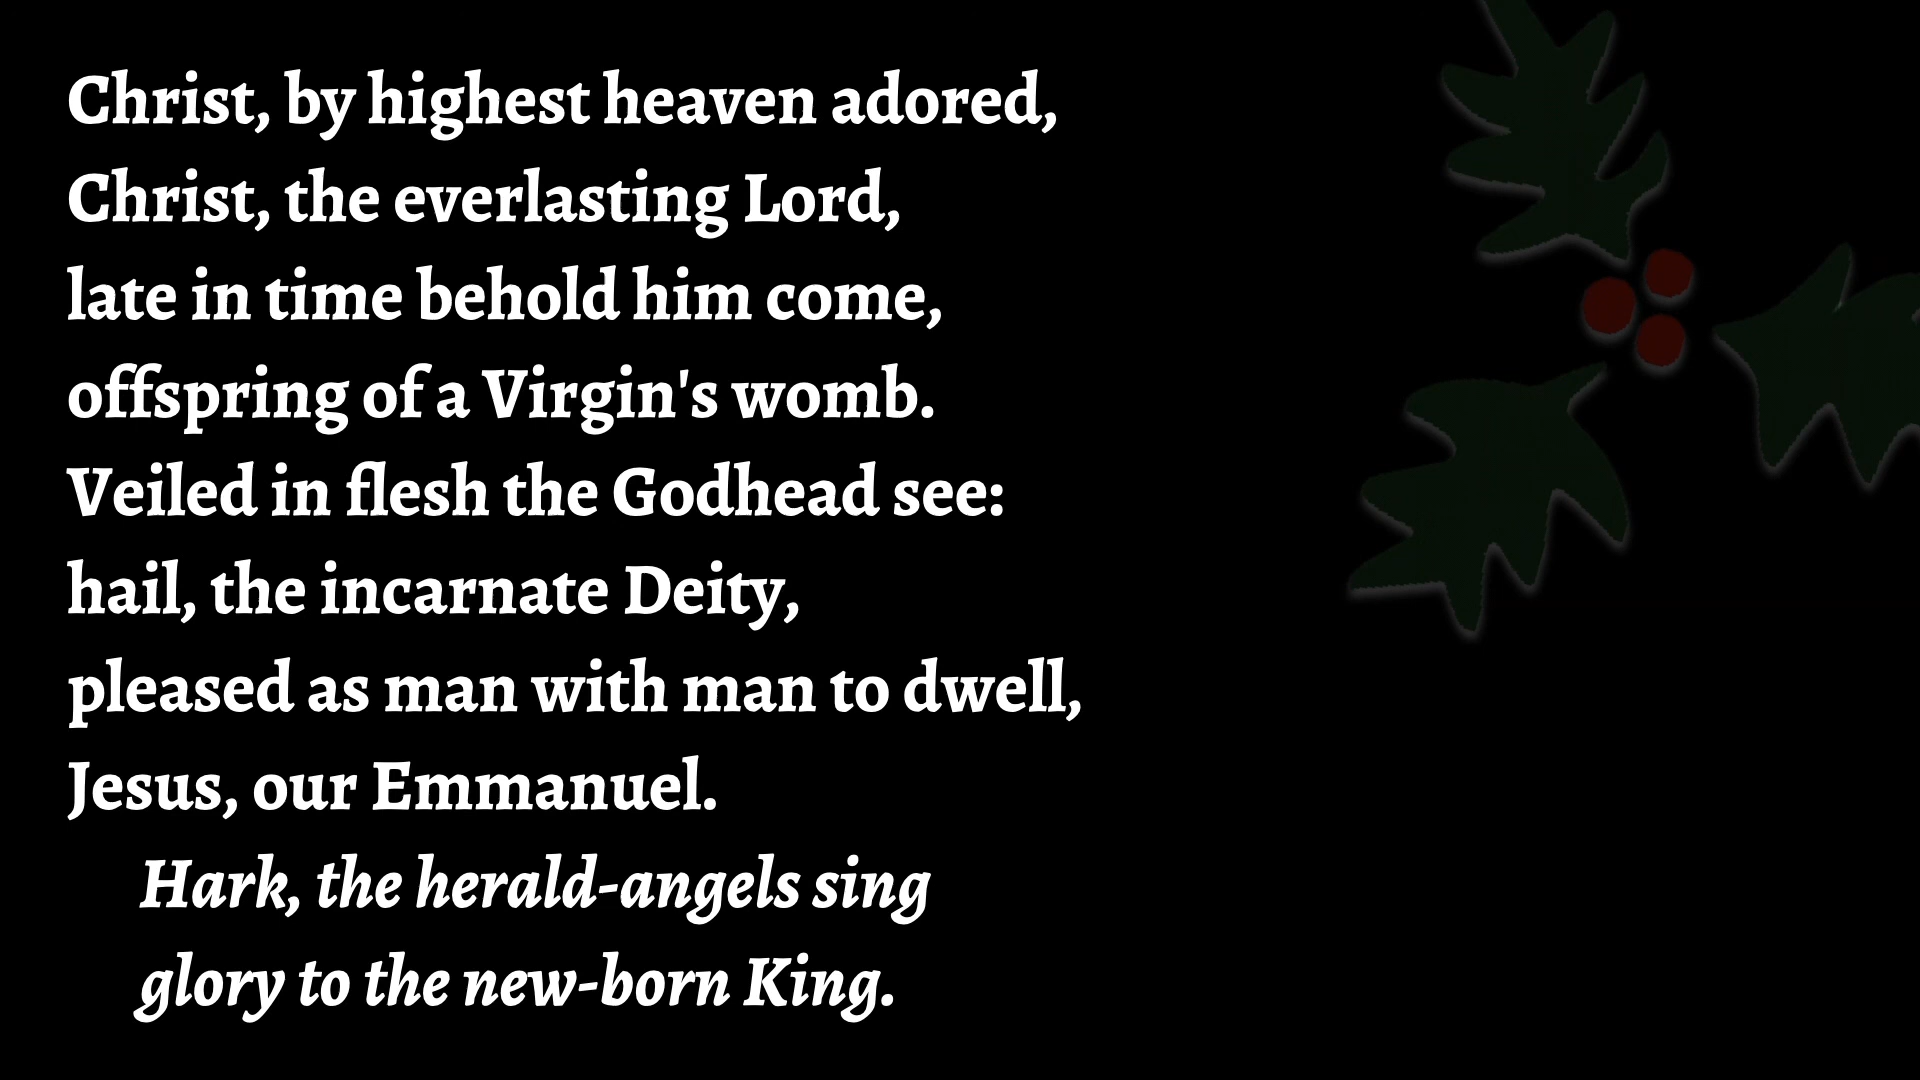 Christ, by highest heaven adored,
Christ, the everlasting Lord,
late in time behold him come,
offspring of a Virgin's womb.
Veiled in flesh the Godhead see:
hail, the incarnate Deity,
pleased as man with man to dwell,
Jesus, our Emmanuel.
Hark, the herald-angels sing
glory to the new-born King.